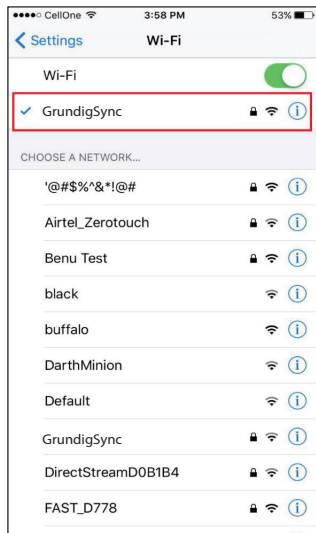 CellOne 3:58 PM 53%
Settings Wi-Fi
Wi-Fi
GrundigSync
CHOOSE A NETWORK...
'@#$%^&*!@#
Airtel_Zerotouch
Benu Test
black
buffalo
DarthMinion
Default
GrundigSync
DirectStreamD0B1B4
FAST_D778